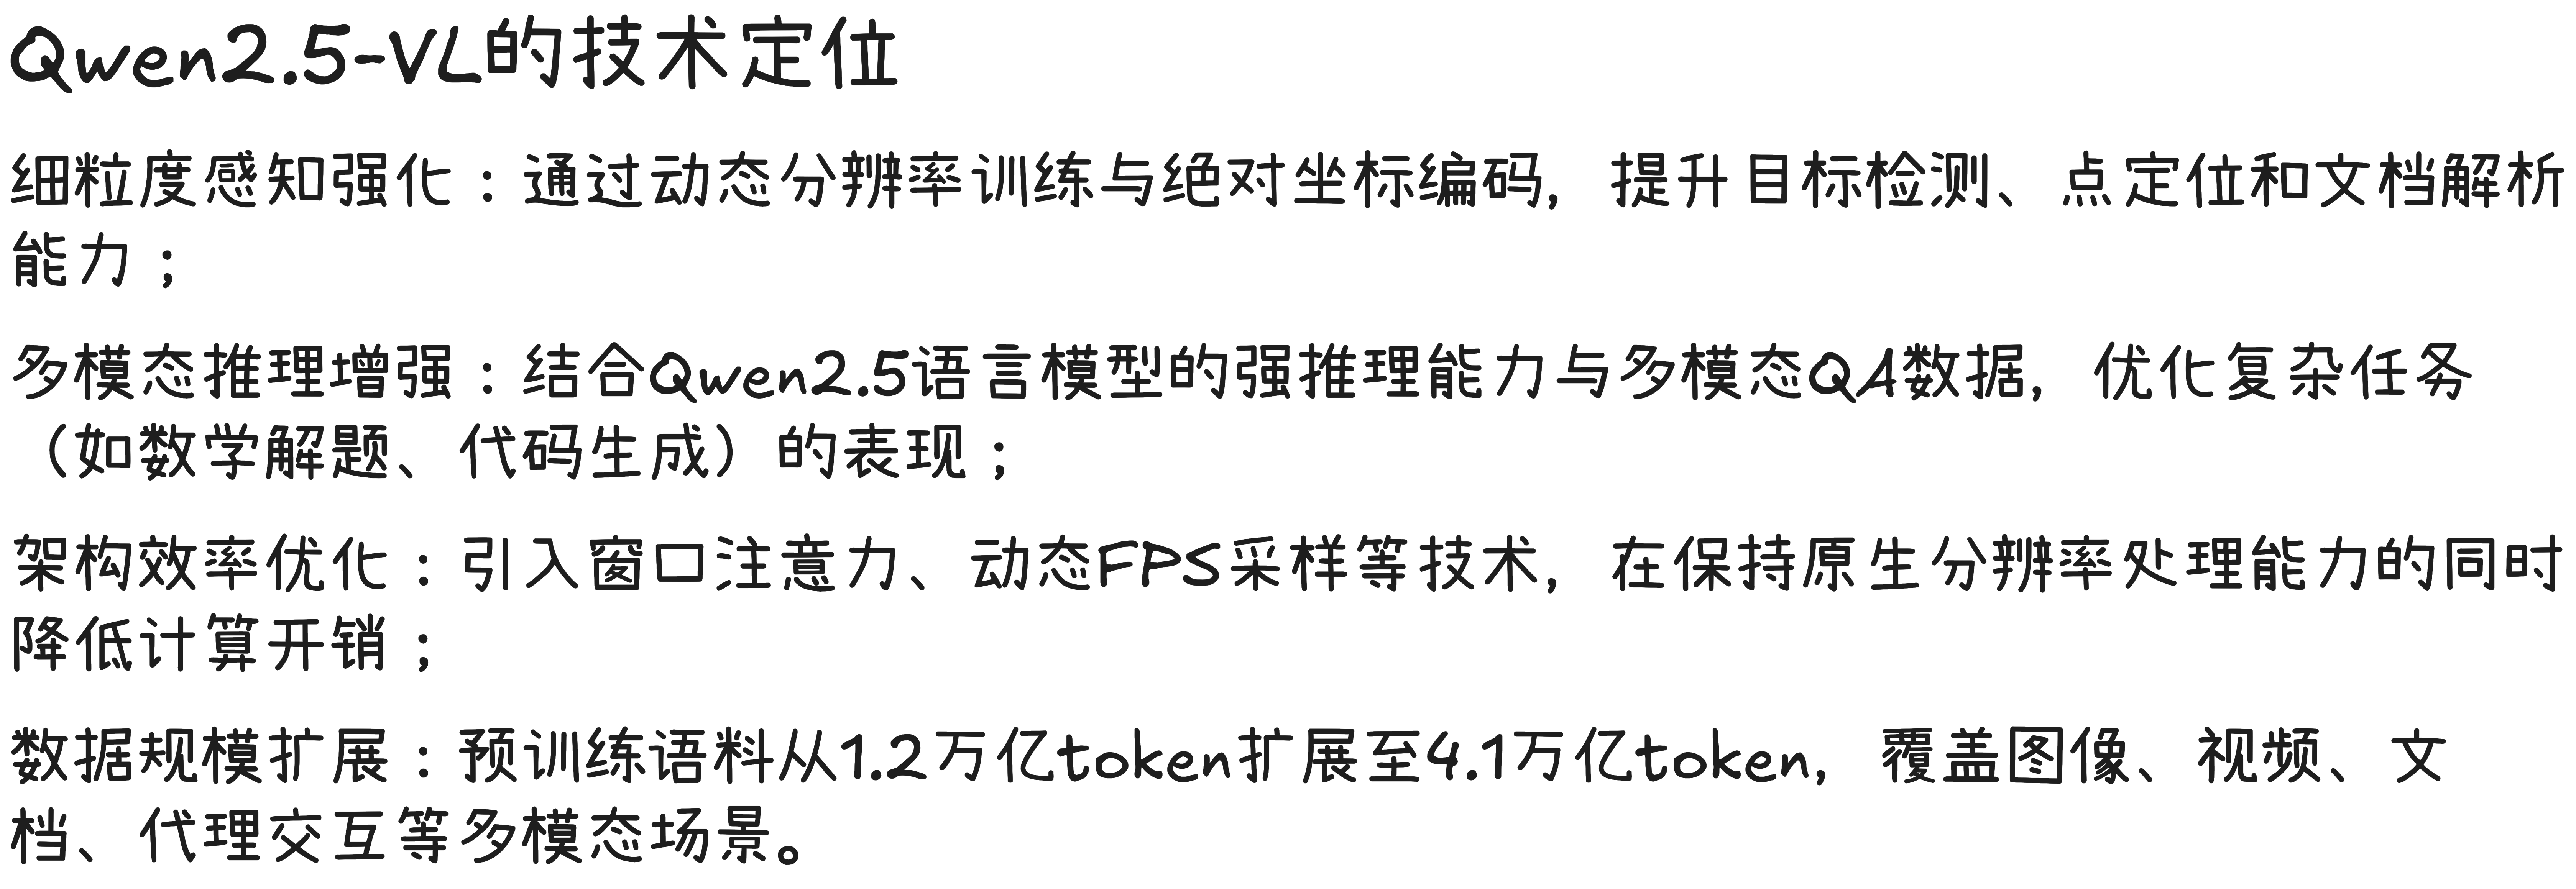 Qwen2.5-VL的技术定位
细粒度感知强化：通过动态分辨率训练与绝对坐标编码，提升目标检测、点定位和文档解析
能力；
多模态推理增强：结合Qwen2.5语言模型的强推理能力与多模态QA数据，优化复杂任务
（如数学解题、代码生成）的表现；
架构效率优化：引入窗口注意力、动态FPS采样等技术，在保持原生分辨率处理能力的同时
降低计算开销；
数据规模扩展：预训练语料从1.2万亿token扩展至4.1万亿token，覆盖图像、视频、文
档、代理交互等多模态场景。